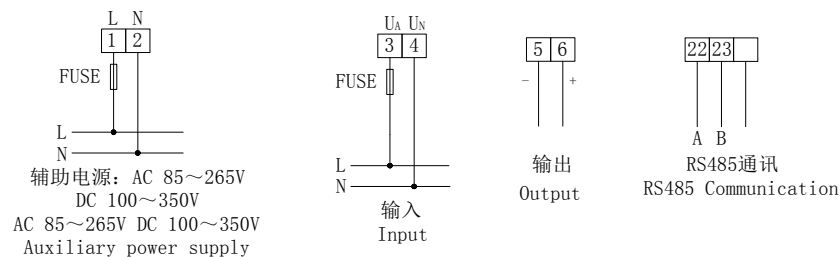 L N
1 2
FUSE
L
N
辅助电源：AC 85～265V
DC 100～350V
AC 85～265V DC 100～350V
Auxiliary power supply
UA UN
3 4
FUSE
L
N
输入
Input
5 6
- +
输出
Output
22 23
A B
RS485通讯
RS485 Communication